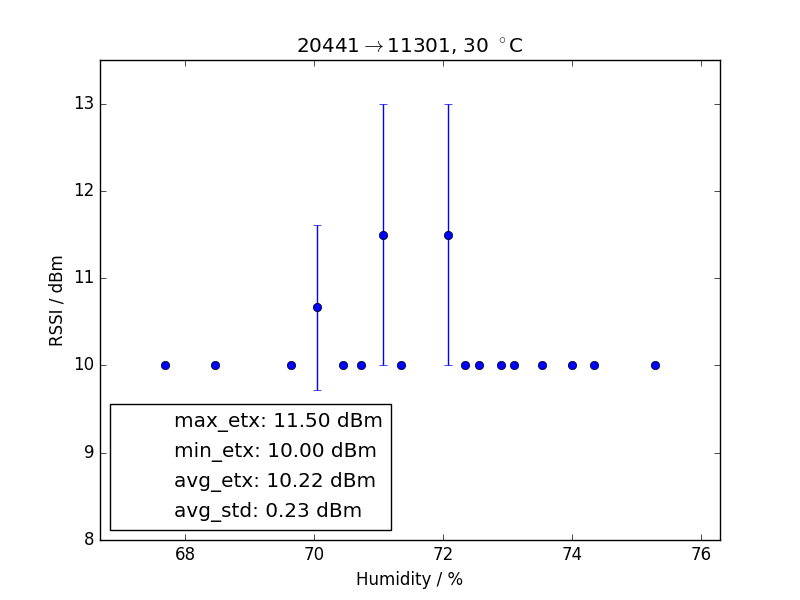 20441→11301, 30 °C
13
12
11
10
9
8
RSSI / dBm
max_etx: 11.50 dBm
min_etx: 10.00 dBm
avg_etx: 10.22 dBm
avg_std: 0.23 dBm
68 70 72 74 76
Humidity / %